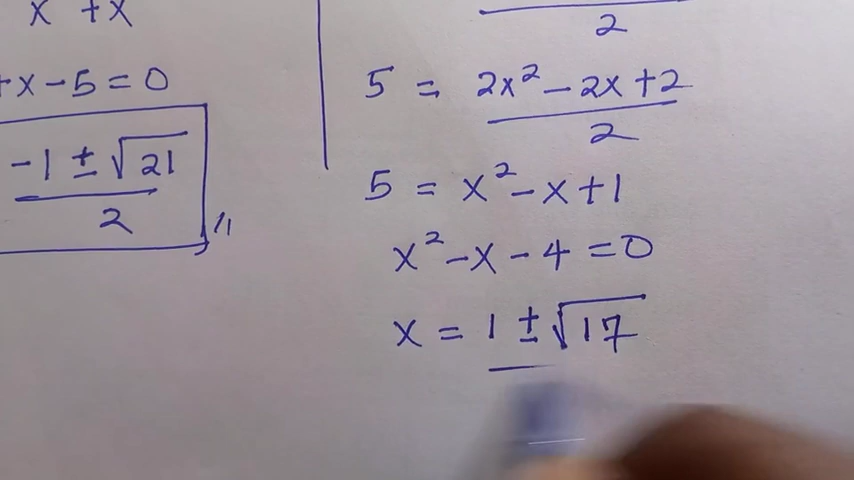 x + x
+x - 5 = 0
-1 ± √21
2
2
5 = 2x² - 2x + 2
2
5 = x² - x + 1
x² - x - 4 = 0
x = 1 ± √17